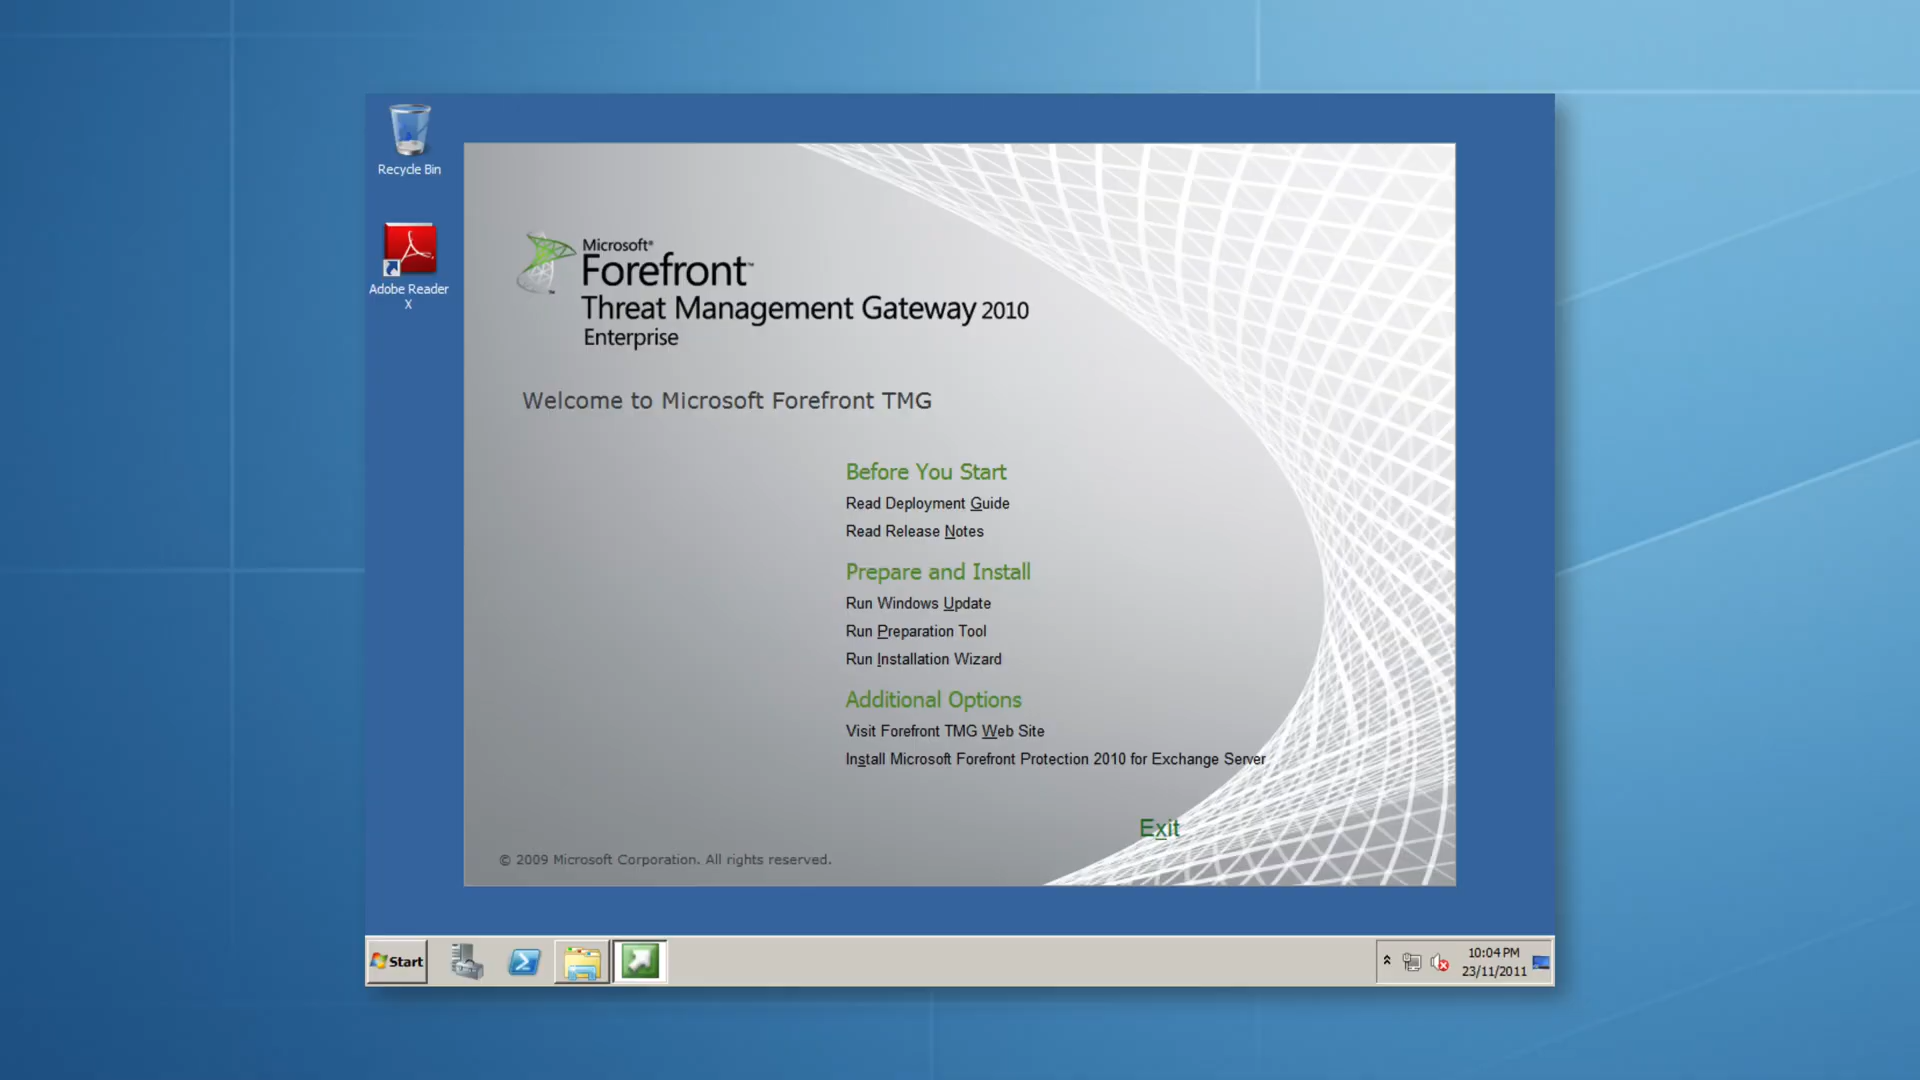 Recycle Bin
Adobe Reader
X
Microsoft®
Forefront™
Threat Management Gateway 2010
Enterprise
Welcome to Microsoft Forefront TMG
Before You Start
Read Deployment Guide
Read Release Notes
Prepare and Install
Run Windows Update
Run Preparation Tool
Run Installation Wizard
Additional Options
Visit Forefront TMG Web Site
Install Microsoft Forefront Protection 2010 for Exchange Server
Exit
© 2009 Microsoft Corporation. All rights reserved.
Start
10:04 PM
23/11/2011